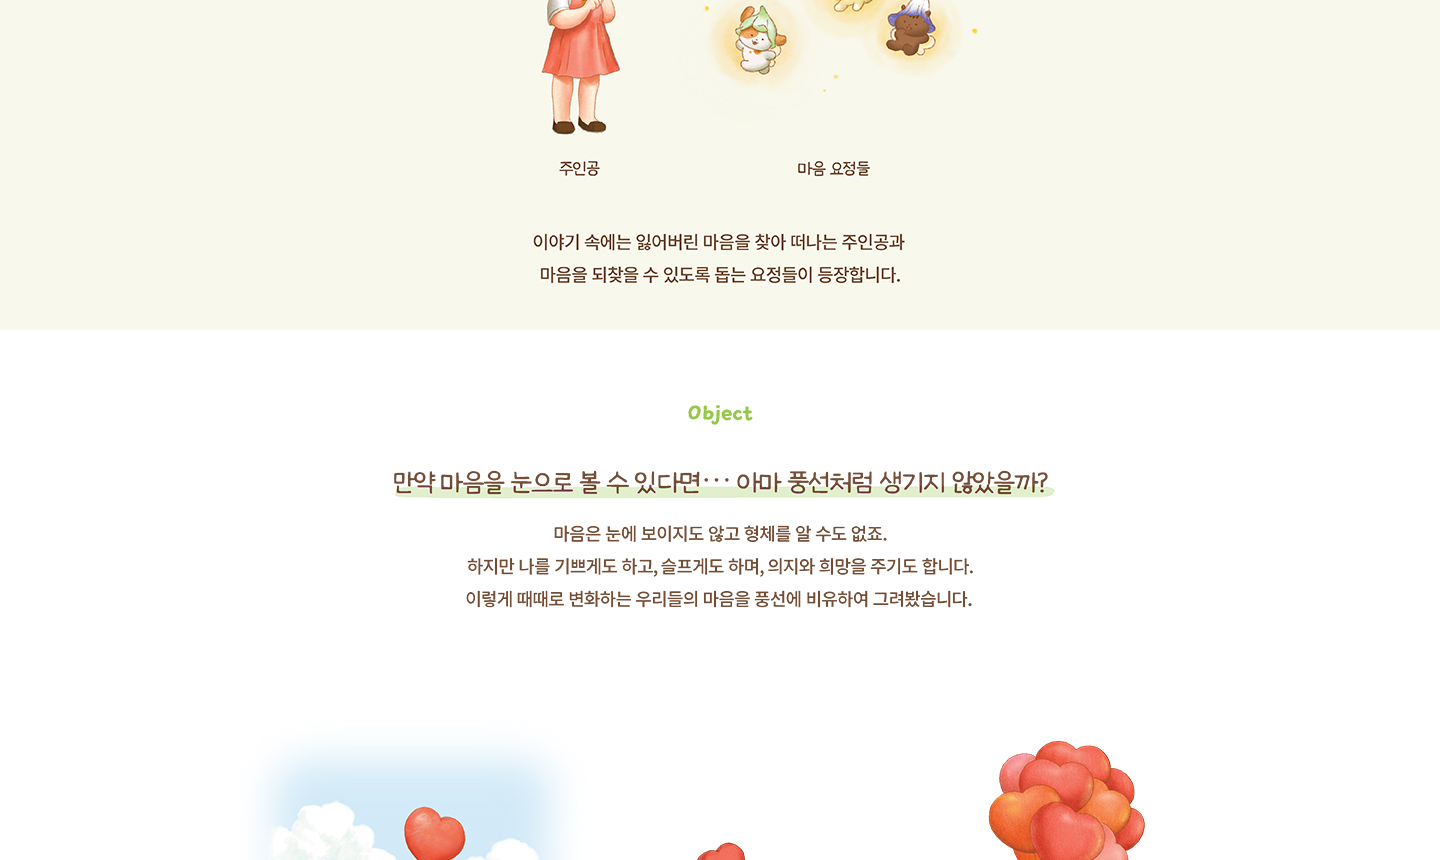 주인공
마음 요정들
이야기 속에는 잃어버린 마음을 찾아 떠나는 주인공과
마음을 되찾을 수 있도록 돕는 요정들이 등장합니다.
Object
만약 마음을 눈으로 볼 수 있다면··· 아마 풍선처럼 생기지 않았을까?
마음은 눈에 보이지도 않고 형체를 알 수도 없죠.
하지만 나를 기쁘게도 하고, 슬프게도 하며, 의지와 희망을 주기도 합니다.
이렇게 때때로 변화하는 우리들의 마음을 풍선에 비유하여 그려봤습니다.